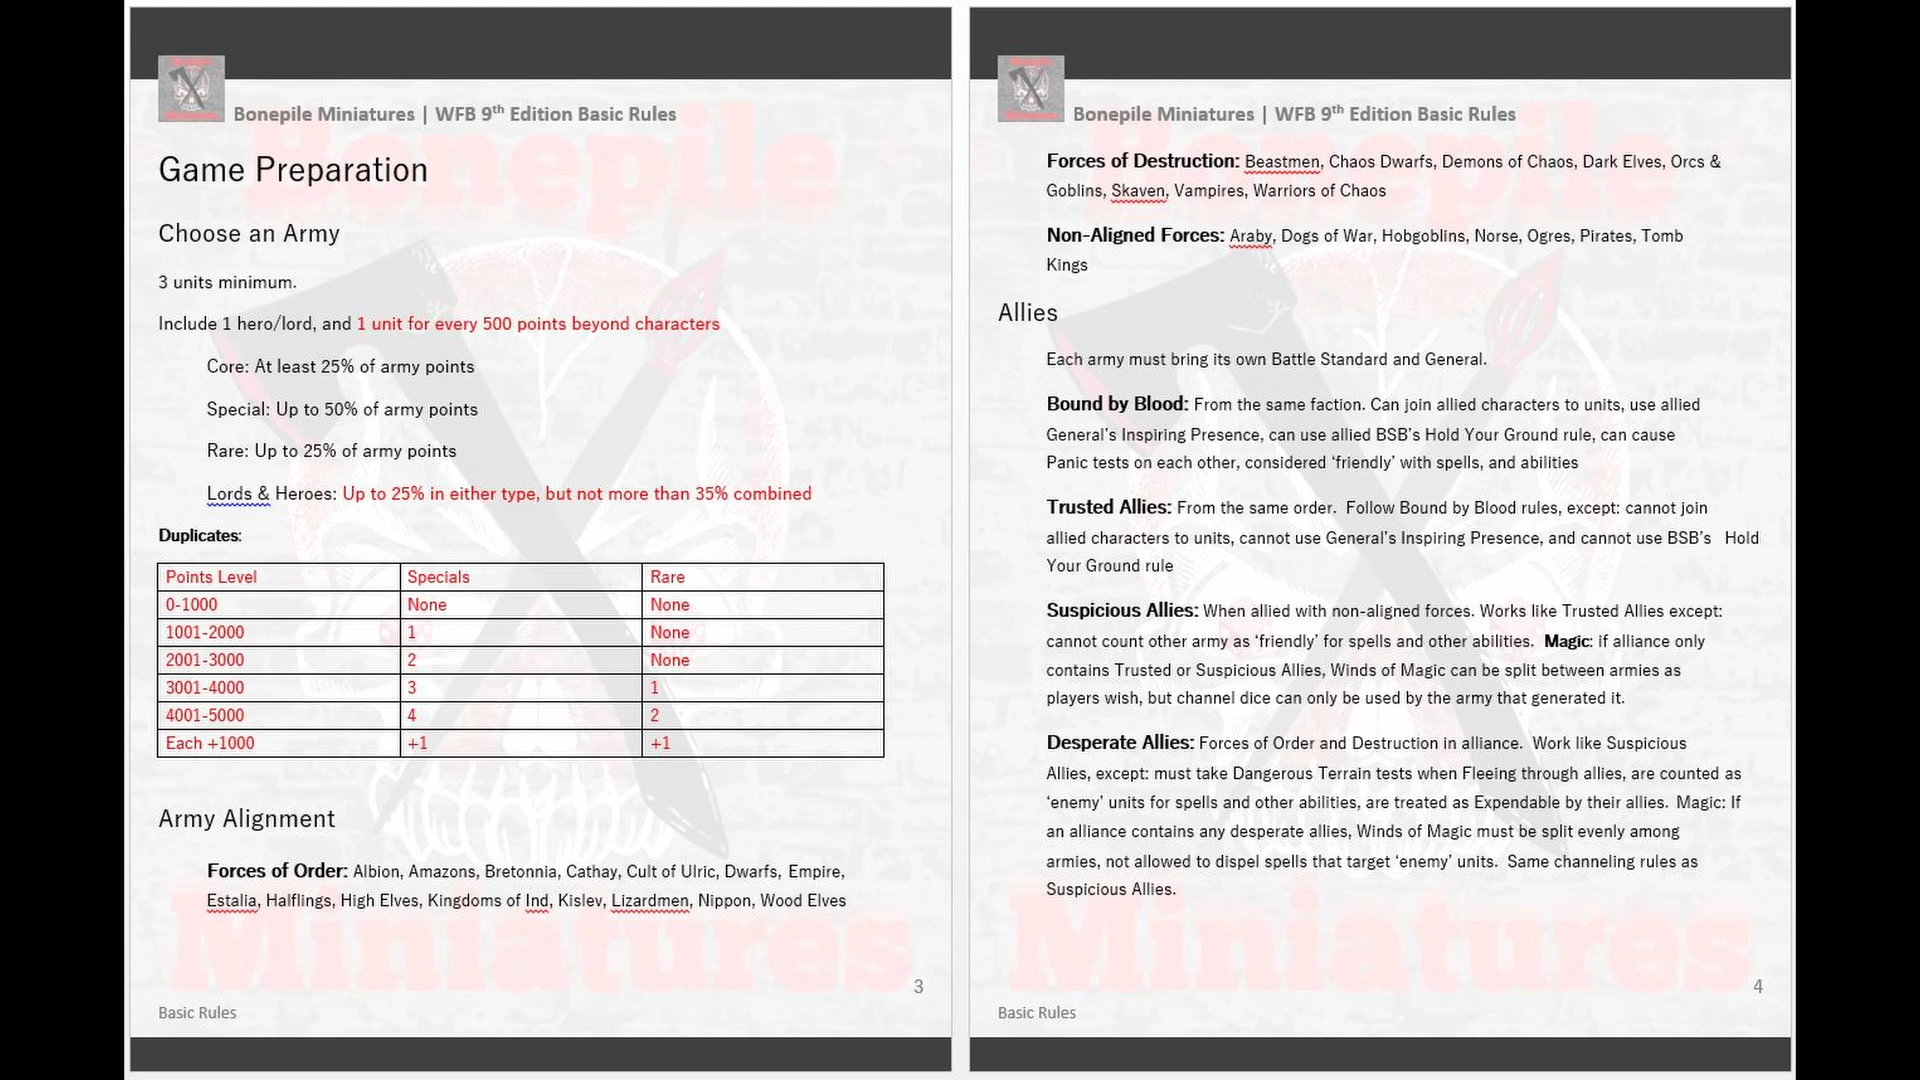 Bonepile Miniatures | WFB 9th Edition Basic Rules
Game Preparation
Choose an Army
3 units minimum.
Include 1 hero/lord, and 1 unit for every 500 points beyond characters
Core: At least 25% of army points
Special: Up to 50% of army points
Rare: Up to 25% of army points
Lords & Heroes: Up to 25% in either type, but not more than 35% combined
Duplicates:
Points Level Specials Rare
0-1000 None None
1001-2000 1 None
2001-3000 2 None
3001-4000 3 1
4001-5000 4 2
Each +1000 +1 +1
Army Alignment
Forces of Order: Albion, Amazons, Bretonnia, Cathay, Cult of Ulric, Dwarfs, Empire,
Estalia, Halflings, High Elves, Kingdoms of Ind, Kislev, Lizardmen, Nippon, Wood Elves
Bonepile
Miniatures
3
Basic Rules
Bonepile Miniatures | WFB 9th Edition Basic Rules
Forces of Destruction: Beastmen, Chaos Dwarfs, Demons of Chaos, Dark Elves, Orcs &
Goblins, Skaven, Vampires, Warriors of Chaos
Non-Aligned Forces: Araby, Dogs of War, Hobgoblins, Norse, Ogres, Pirates, Tomb
Kings
Allies
Each army must bring its own Battle Standard and General.
Bound by Blood: From the same faction. Can join allied characters to units, use allied
General's Inspiring Presence, can use allied BSB's Hold Your Ground rule, can cause
Panic tests on each other, considered ‘friendly’ with spells, and abilities
Trusted Allies: From the same order. Follow Bound by Blood rules, except: cannot join
allied characters to units, cannot use General's Inspiring Presence, and cannot use BSB's Hold
Your Ground rule
Suspicious Allies: When allied with non-aligned forces. Works like Trusted Allies except:
cannot count other army as ‘friendly’ for spells and other abilities. Magic: if alliance only
contains Trusted or Suspicious Allies, Winds of Magic can be split between armies as
players wish, but channel dice can only be used by the army that generated it.
Desperate Allies: Forces of Order and Destruction in alliance. Work like Suspicious
Allies, except: must take Dangerous Terrain tests when Fleeing through allies, are counted as
‘enemy’ units for spells and other abilities, are treated as Expendable by their allies. Magic: If
an alliance contains any desperate allies, Winds of Magic must be split evenly among
armies, not allowed to dispel spells that target ‘enemy’ units. Same channeling rules as
Suspicious Allies.
Bonepile
Miniatures
4
Basic Rules